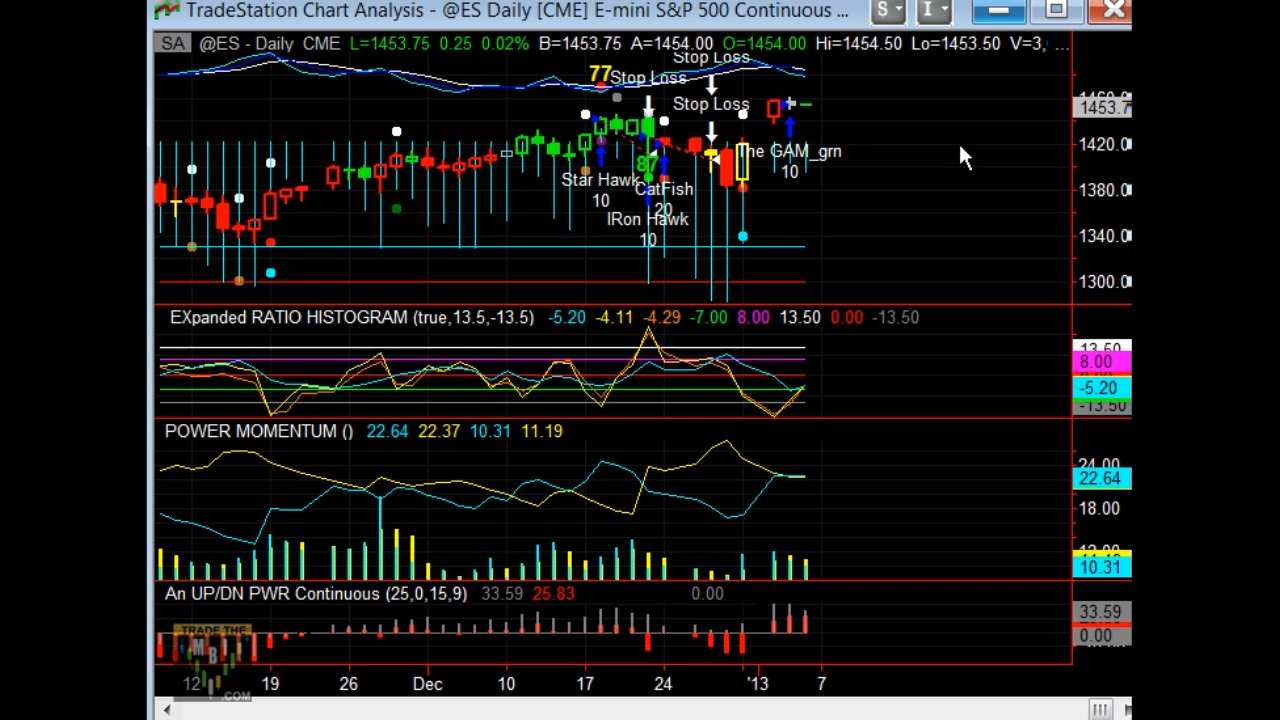 TradeStation Chart Analysis - @ES Daily [CME] E-mini S&P 500 Continuous ...
S I
SA @ES - Daily CME L=1453.75 0.25 0.02% B=1453.75 A=1454.00 O=1454.00 Hi=1454.50 Lo=1453.50 V=3, ...
Stop Loss
77 Stop Loss
Stop Loss
1453.7
1420.0
87 The GAM_grn
10
Star Hawk CatFish
1380.0
10 20
IRon Hawk
10
1340.0
1300.0
EXpanded RATIO HISTOGRAM (true,13.5,-13.5) -5.20 -4.11 -4.29 -7.00 8.00 13.50 0.00 -13.50
13.50
8.00
-5.20
-13.50
POWER MOMENTUM () 22.64 22.37 10.31 11.19
24.00
22.64
18.00
12.00
10.31
An UP/DN PWR Continuous (25,0,15,9) 33.59 25.83 0.00
33.59
0.00
TRADE THE
MBI
.COM
12 19 26 Dec 10 17 24 '13 7